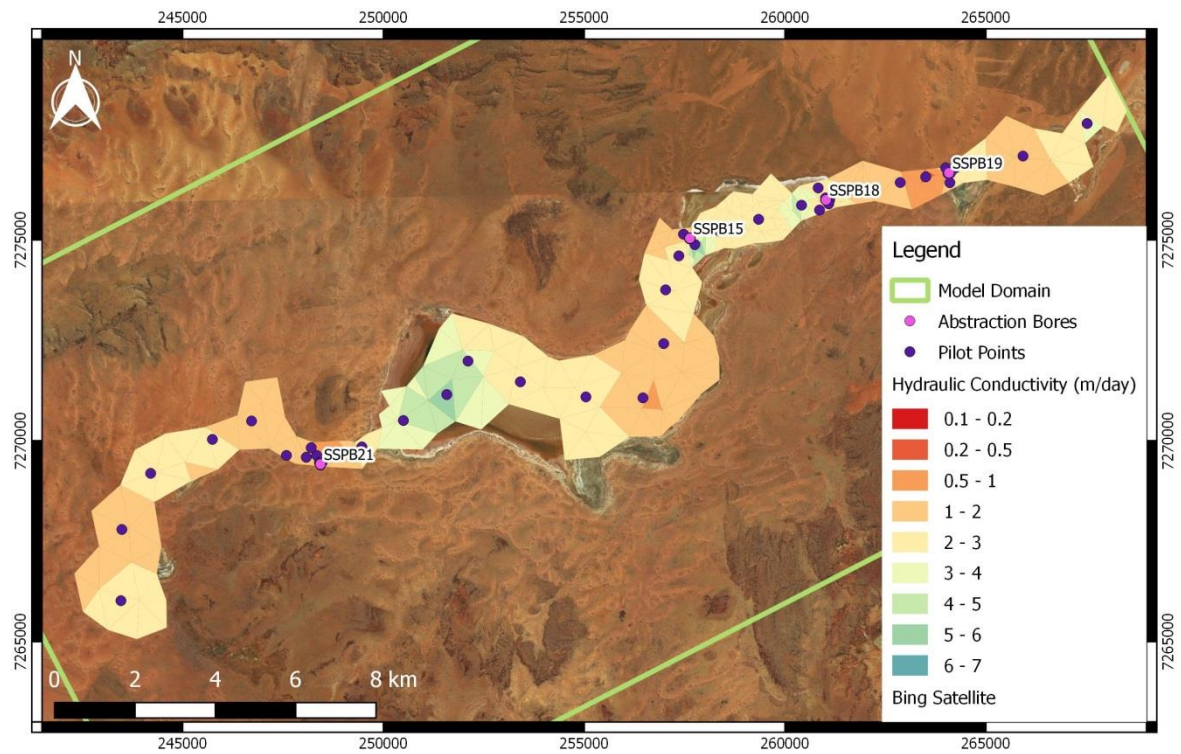 245000 250000 255000 260000 265000
N
7275000
7270000
7265000
SSPB19
SSPB18
SSPB15
SSPB21
7275000
7270000
7265000
Legend
Model Domain
Abstraction Bores
Pilot Points
Hydraulic Conductivity (m/day)
0.1 - 0.2
0.2 - 0.5
0.5 - 1
1 - 2
2 - 3
3 - 4
4 - 5
5 - 6
6 - 7
Bing Satellite
0 2 4 6 8 km
245000 250000 255000 260000 265000